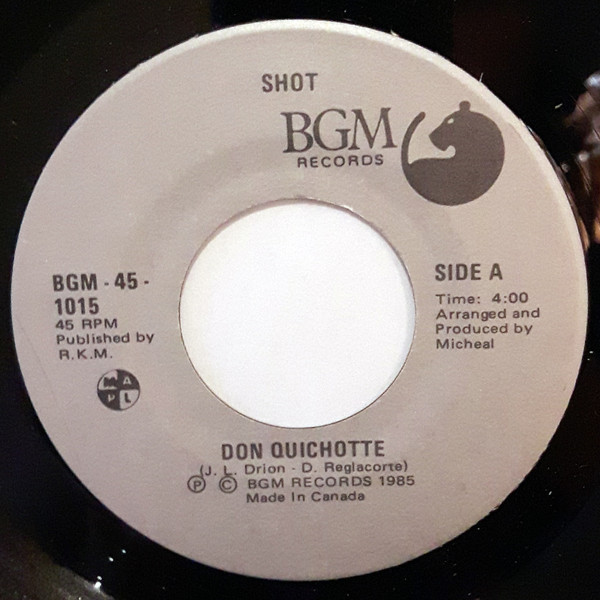 SHOT
BGM
RECORDS
BGM - 45 -
1015
45 RPM
Published by
R.K.M.
M A
P L
SIDE A
Time: 4:00
Arranged and
Produced by
Micheal
DON QUICHOTTE
(J. L. Drion - D. Reglacorte)
Ⓟ © BGM RECORDS 1985
Made In Canada